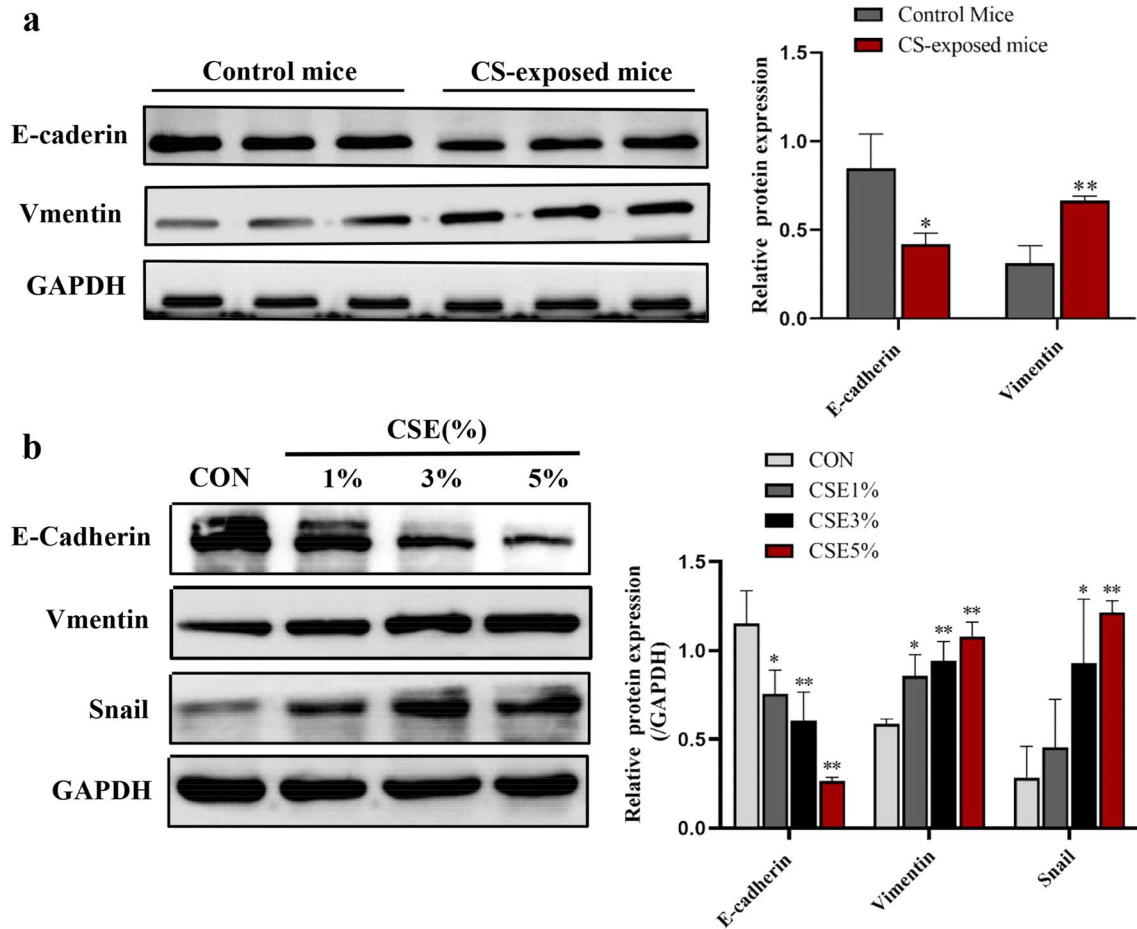 a
Control mice CS-exposed mice
E-caderin
Vmentin
GAPDH
Control Mice
CS-exposed mice
Relative protein expression
1.5
1.0
0.5
0.0
* **
E-cadherin Vimentin
b
CSE(%)
CON 1% 3% 5%
E-Cadherin
Vmentin
Snail
GAPDH
CON
CSE1%
CSE3%
CSE5%
Relative protein expression
(/GAPDH)
1.5
1.0
0.5
0.0
* ** ** * ** ** * **
E-cadherin Vimentin Snail